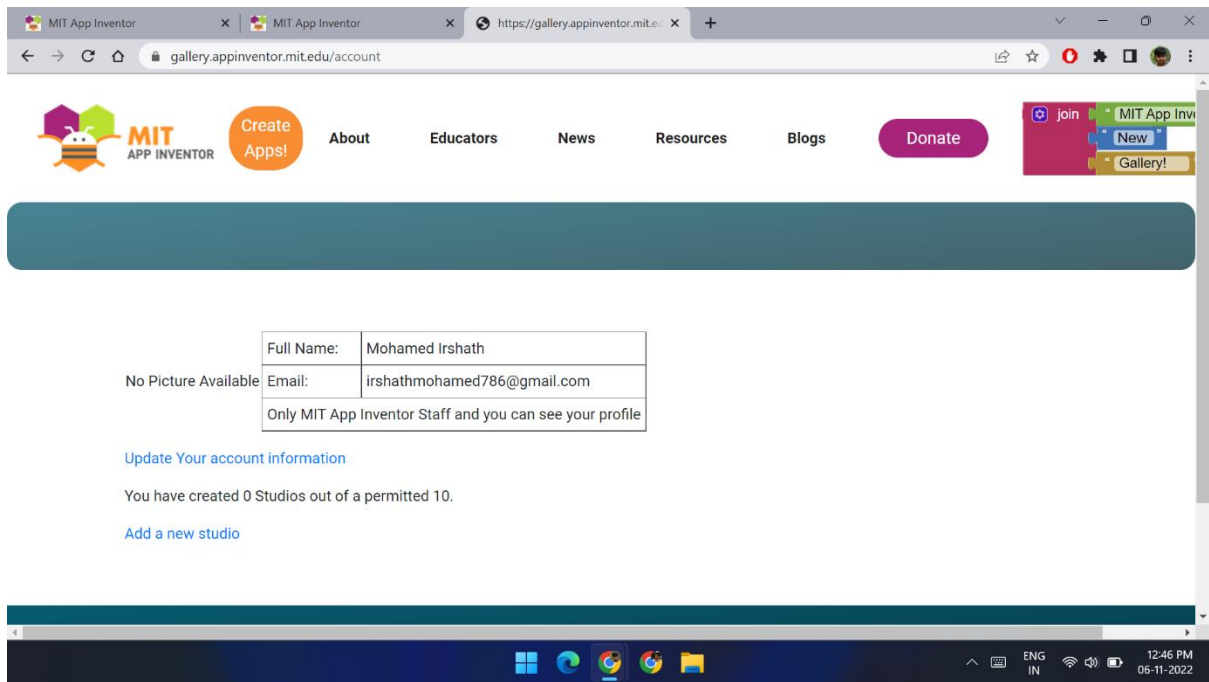 MIT App Inventor
MIT App Inventor
https://gallery.appinventor.mit.ed
gallery.appinventor.mit.edu/account
MIT
APP INVENTOR
Create
Apps!
About
Educators
News
Resources
Blogs
Donate
join
" MIT App Inve
" New "
" Gallery! "
Full Name: Mohamed Irshath
No Picture Available Email: irshathmohamed786@gmail.com
Only MIT App Inventor Staff and you can see your profile
Update Your account information
You have created 0 Studios out of a permitted 10.
Add a new studio
ENG
IN
12:46 PM
06-11-2022